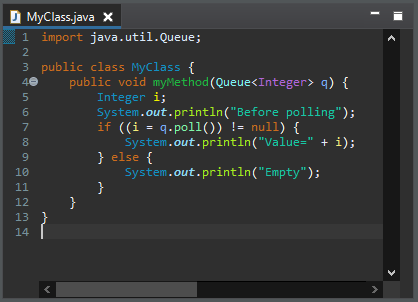 MyClass.java
1 import java.util.Queue;
2
3 public class MyClass {
4     public void myMethod(Queue<Integer> q) {
5         Integer i;
6         System.out.println("Before polling");
7         if ((i = q.poll()) != null) {
8             System.out.println("Value=" + i);
9         } else {
10             System.out.println("Empty");
11         }
12     }
13 }
14